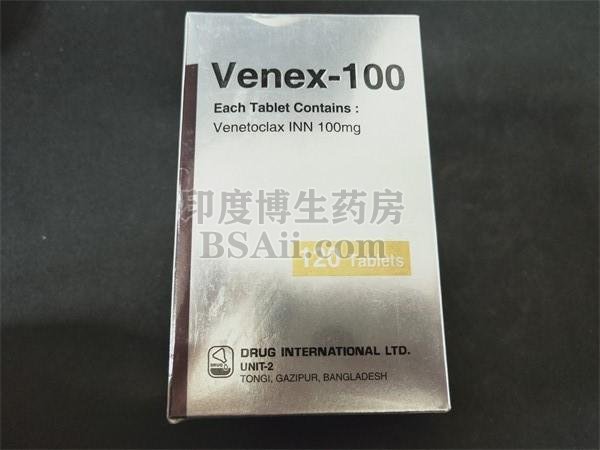 Venex-100
Each Tablet Contains :
Venetoclax INN 100mg
印度博生药房
BSAii.com
120 Tablets
DRUG
DRUG INTERNATIONAL LTD.
UNIT-2
TONGI, GAZIPUR, BANGLADESH